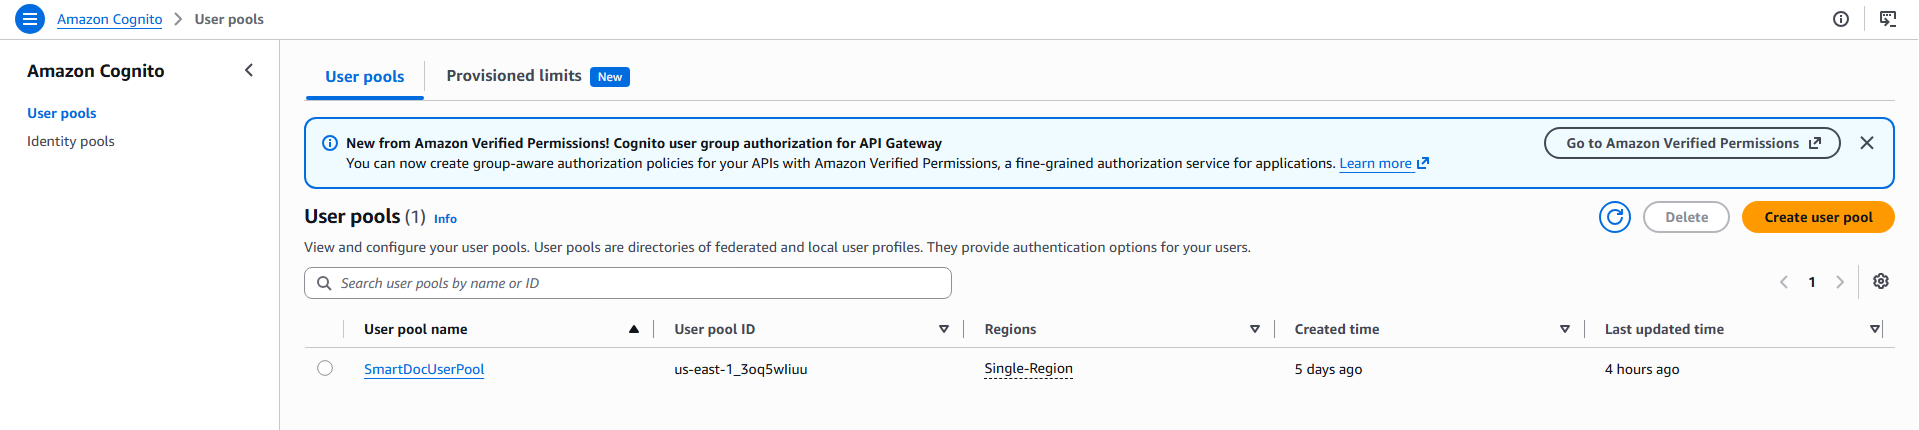 Amazon Cognito > User pools
Amazon Cognito
User pools
Identity pools
User pools
Provisioned limits New
New from Amazon Verified Permissions! Cognito user group authorization for API Gateway
You can now create group-aware authorization policies for your APIs with Amazon Verified Permissions, a fine-grained authorization service for applications. Learn more
Go to Amazon Verified Permissions
User pools (1) Info
Delete
Create user pool
View and configure your user pools. User pools are directories of federated and local user profiles. They provide authentication options for your users.
Search user pools by name or ID
1
User pool name User pool ID Regions Created time Last updated time
SmartDocUserPool us-east-1_3oq5wIiuu Single-Region 5 days ago 4 hours ago